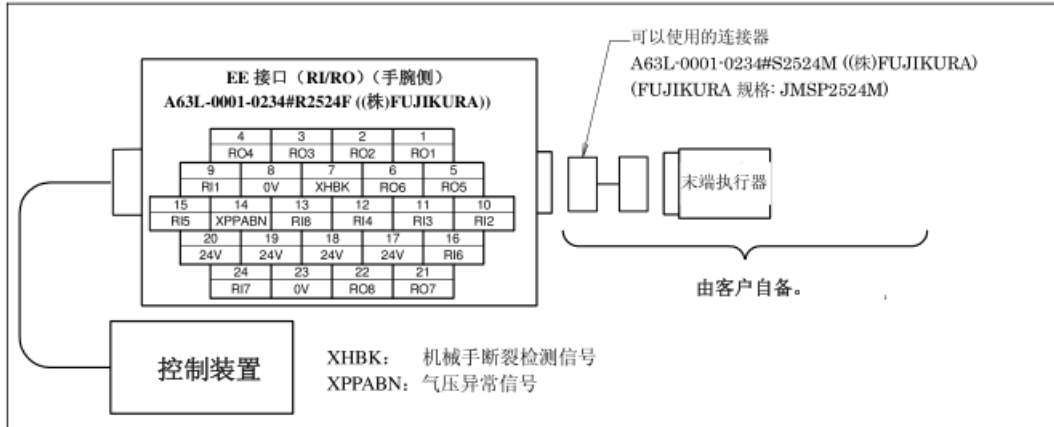 可以使用的连接器
A63L-0001-0234#S2524M ((株)FUJIKURA)
(FUJIKURA 规格: JMSP2524M)
EE 接口（RI/RO）(手腕侧)
A63L-0001-0234#R2524F ((株)FUJIKURA))
4 3 2 1
RO4 RO3 RO2 RO1
9 8 7 6 5
RI1 0V XHBK RO6 RO5
15 14 13 12 11 10
RI5 XPPABN RI8 RI4 RI3 RI2
20 19 18 17 16
24V 24V 24V 24V RI6
24 23 22 21
RI7 0V RO8 RO7
末端执行器
由客户自备。
控制装置
XHBK： 机械手断裂检测信号
XPPABN：气压异常信号